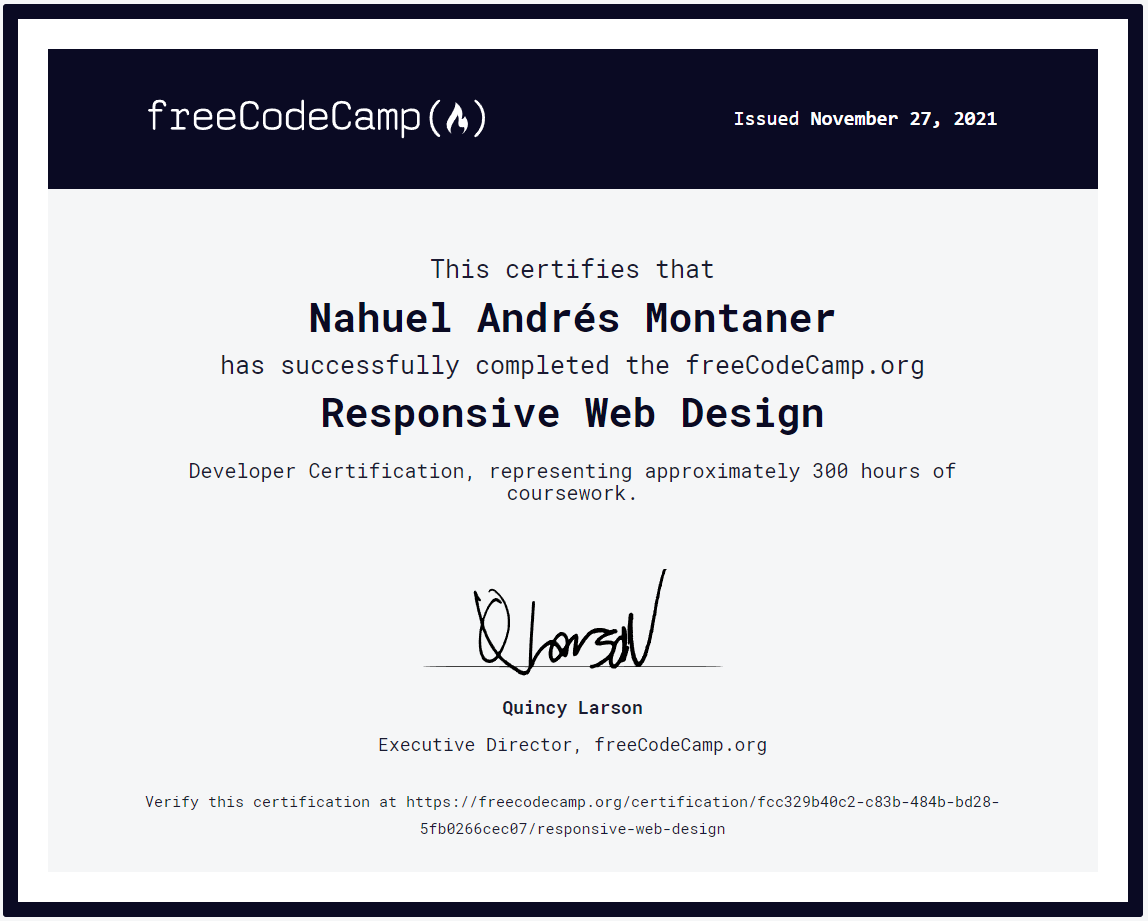 freeCodeCamp(🔥)
Issued November 27, 2021
This certifies that
Nahuel Andrés Montaner
has successfully completed the freeCodeCamp.org
Responsive Web Design
Developer Certification, representing approximately 300 hours of
coursework.
Q Larson
Quincy Larson
Executive Director, freeCodeCamp.org
Verify this certification at https://freecodecamp.org/certification/fcc329b40c2-c83b-484b-bd28-
5fb0266cec07/responsive-web-design